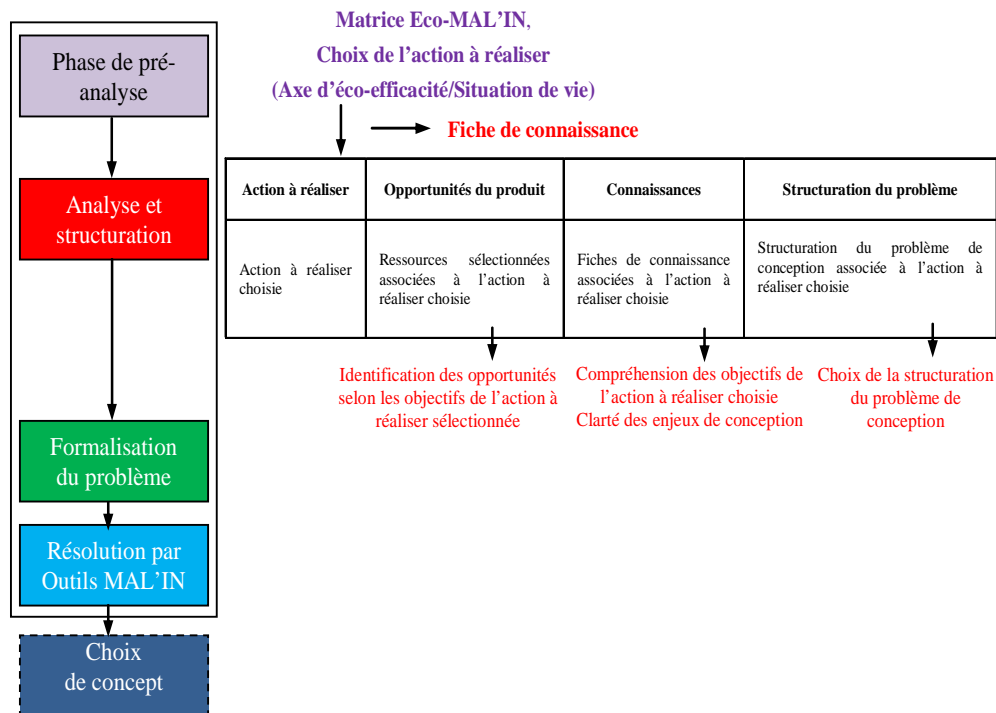 Phase de pré-
analyse
Analyse et
structuration
Formalisation
du problème
Résolution par
Outils MAL’IN
Choix
de concept
Matrice Eco-MAL’IN,
Choix de l’action à réaliser
(Axe d’éco-efficacité/Situation de vie)
Fiche de connaissance
Action à réaliser
Opportunités du produit
Connaissances
Structuration du problème
Action à réaliser
choisie
Ressources sélectionnées
associées à l’action à
réaliser choisie
Fiches de connaissance
associées à l’action à
réaliser choisie
Structuration du problème de
conception associée à l’action à
réaliser choisie
Identification des opportunités
selon les objectifs de l’action à
réaliser sélectionnée
Compréhension des objectifs de
l’action à réaliser choisie
Clarté des enjeux de conception
Choix de la structuration
du problème de
conception